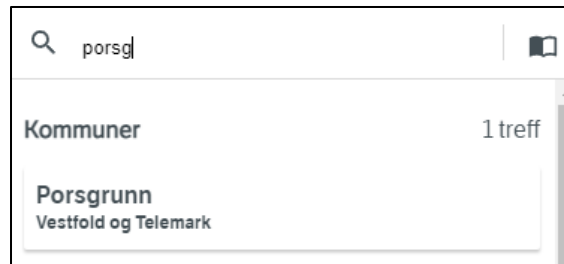 porsg
Kommuner 1 treff
Porsgrunn
Vestfold og Telemark